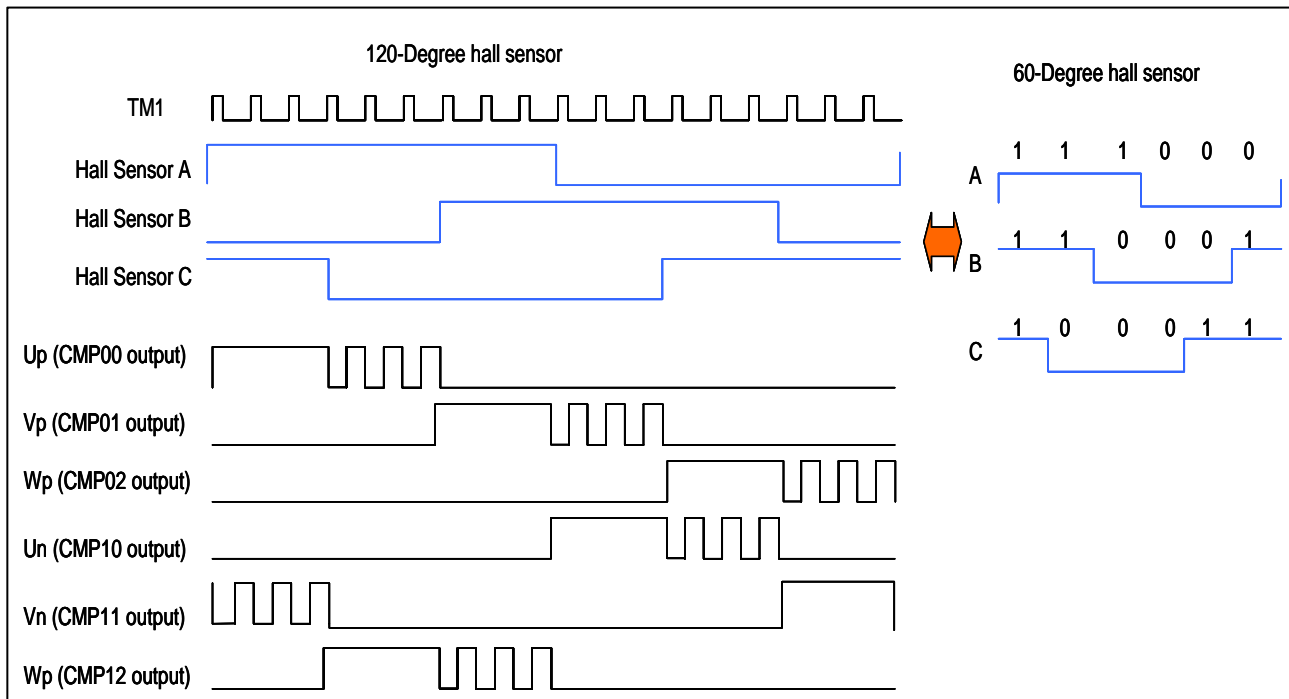 120-Degree hall sensor
TM1
Hall Sensor A
Hall Sensor B
Hall Sensor C
Up (CMP00 output)
Vp (CMP01 output)
Wp (CMP02 output)
Un (CMP10 output)
Vn (CMP11 output)
Wp (CMP12 output)
60-Degree hall sensor
1 1 1 0 0 0
A
1 1 0 0 0 1
B
1 0 0 0 1 1
C